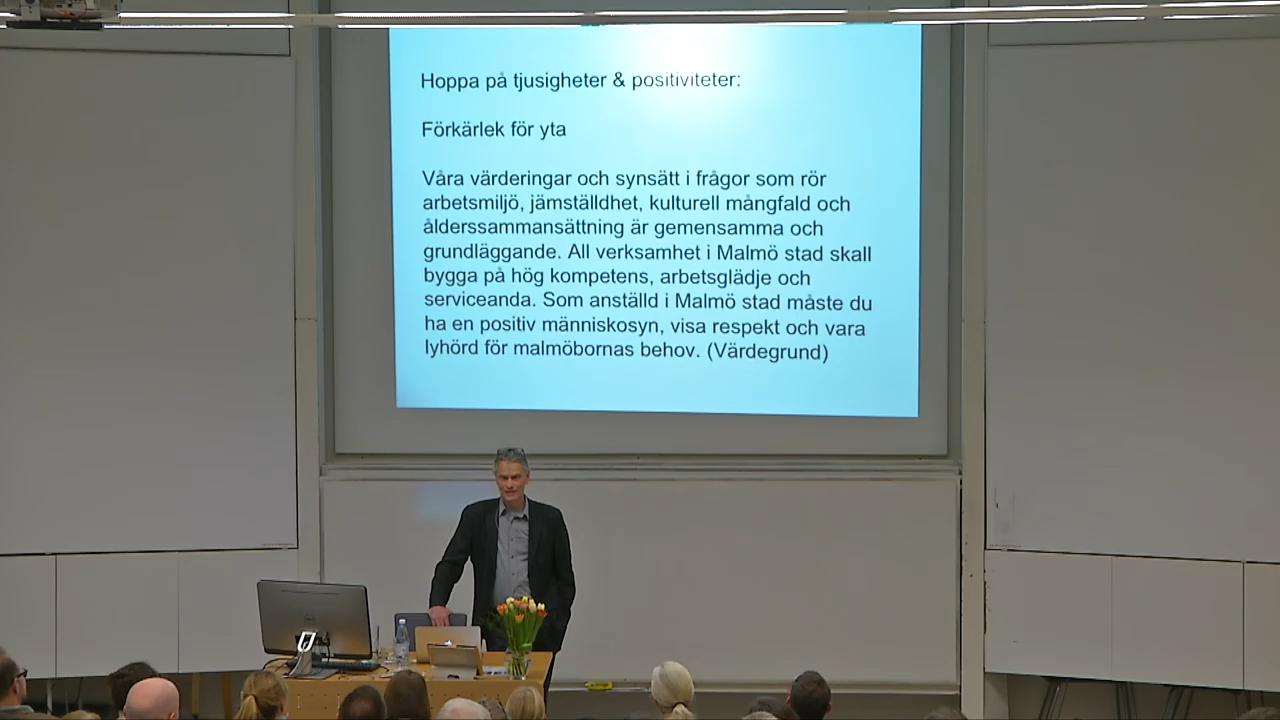 Hoppa på tjusigheter & positiviteter:
Förkärlek för yta
Våra värderingar och synsätt i frågor som rör
arbetsmiljö, jämställdhet, kulturell mångfald och
ålderssammansättning är gemensamma och
grundläggande. All verksamhet i Malmö stad skall
bygga på hög kompetens, arbetsglädje och
serviceanda. Som anställd i Malmö stad måste du
ha en positiv människosyn, visa respekt och vara
lyhörd för malmöbornas behov. (Värdegrund)